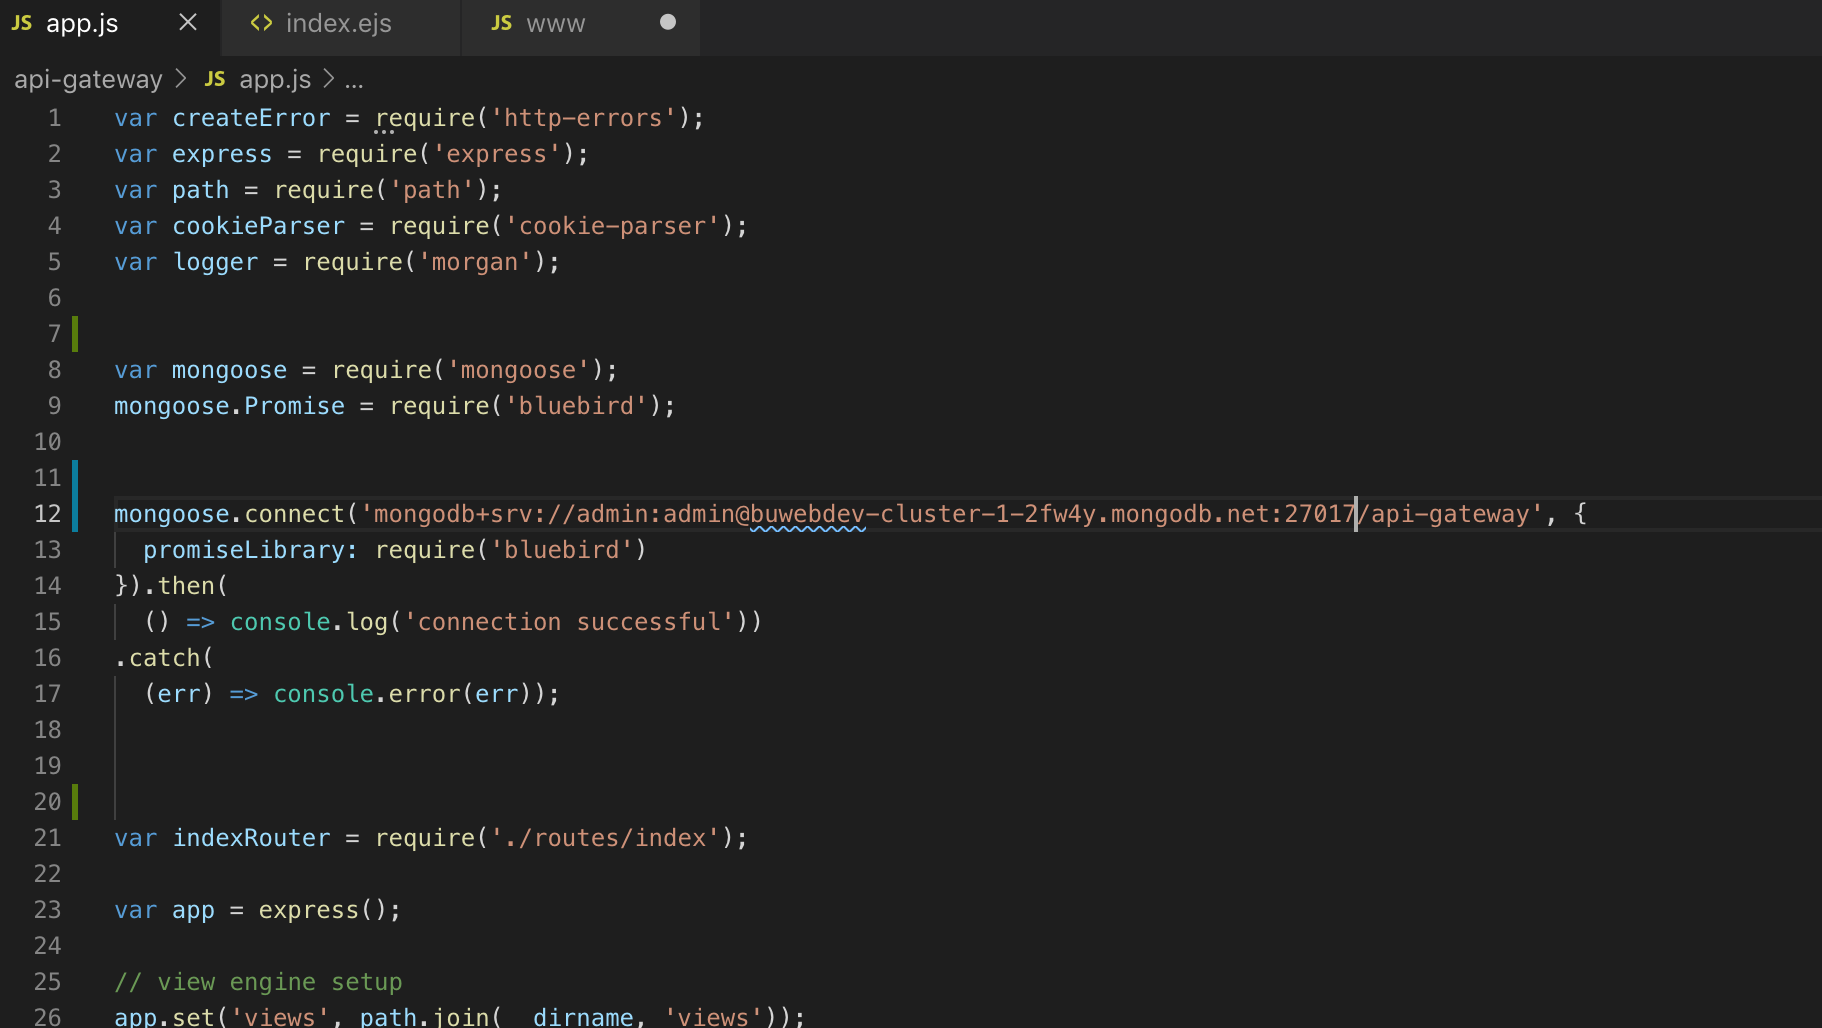 JS app.js × <> index.ejs JS www ●
api-gateway > JS app.js > ...
1 var createError = require('http-errors');
2 var express = require('express');
3 var path = require('path');
4 var cookieParser = require('cookie-parser');
5 var logger = require('morgan');
6
7
8 var mongoose = require('mongoose');
9 mongoose.Promise = require('bluebird');
10
11
12 mongoose.connect('mongodb+srv://admin:admin@buwebdev-cluster-1-2fw4y.mongodb.net:27017/api-gateway', {
13   promiseLibrary: require('bluebird')
14 }).then(
15   () => console.log('connection successful'))
16 .catch(
17   (err) => console.error(err));
18
19
20
21 var indexRouter = require('./routes/index');
22
23 var app = express();
24
25 // view engine setup
26 app.set('views', path.join(__dirname, 'views'));